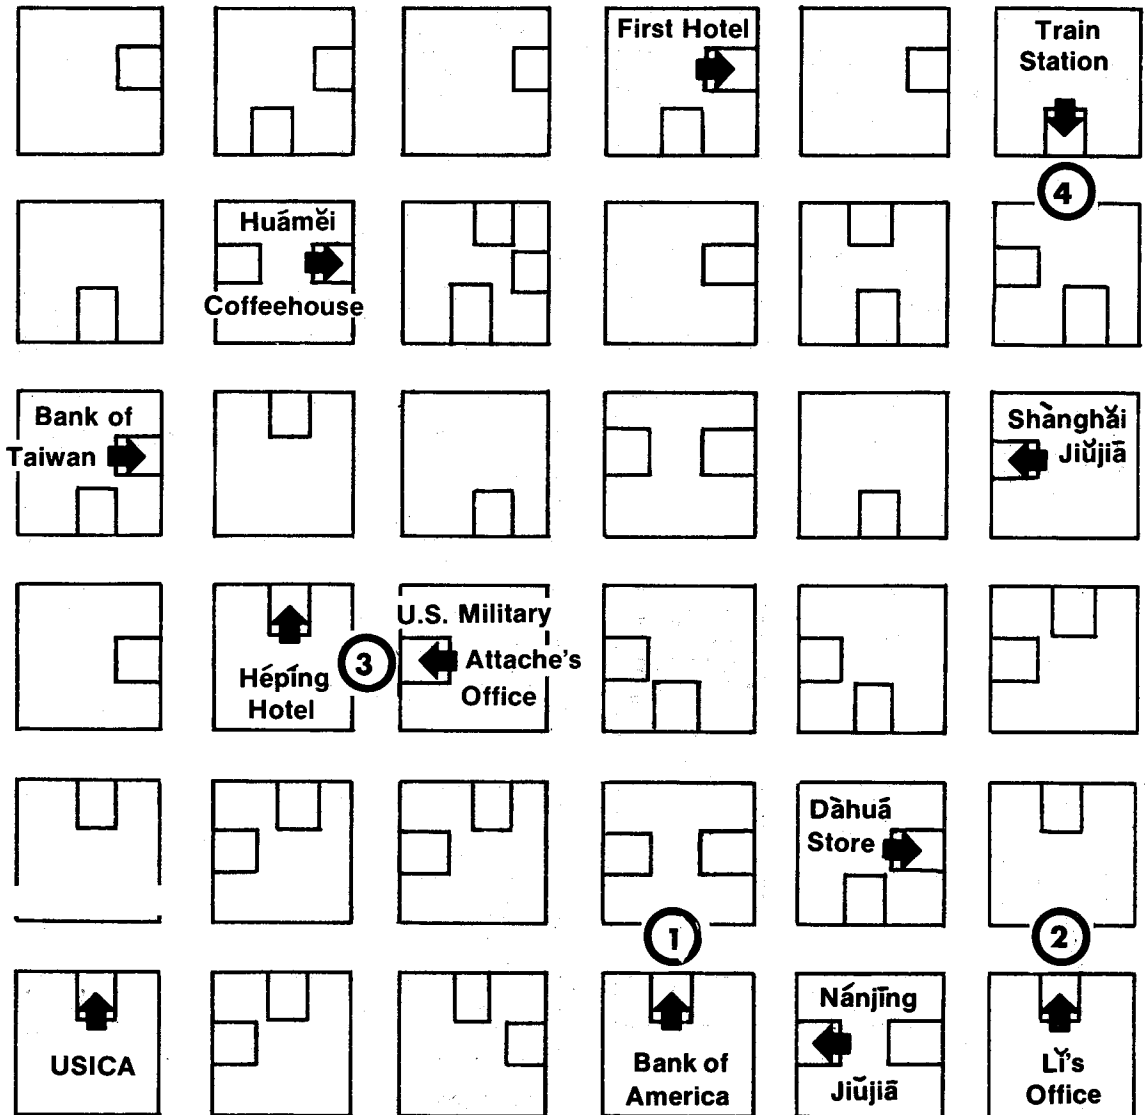 First Hotel
Train
Station
4
Huáměi
Coffeehouse
Bank of
Taiwan
Shànghǎi
Jiǔjiā
Hépíng
Hotel
3
U.S. Military
Attache's
Office
Dàhuá
Store
1
2
USICA
Bank of
America
Nánjīng
Jiǔjiā
Lǐ's
Office